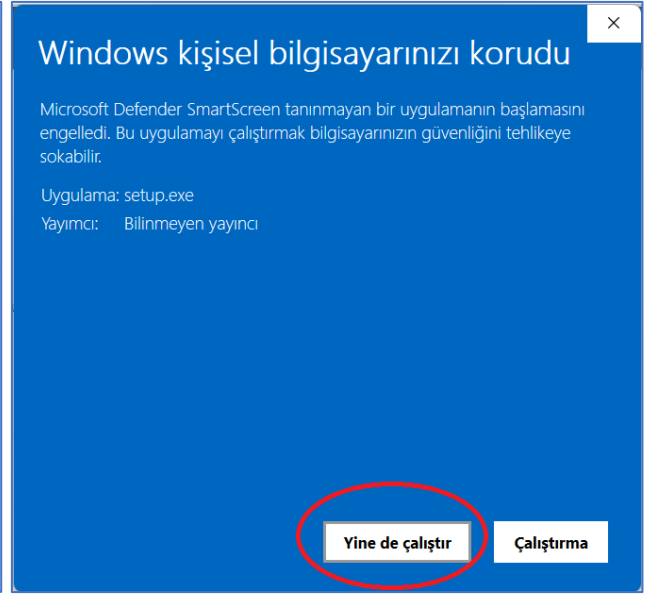 Windows kişisel bilgisayarınızı korudu
Microsoft Defender SmartScreen tanınmayan bir uygulamanın başlamasını
engelledi. Bu uygulamayı çalıştırmak bilgisayarınızın güvenliğini tehlikeye
sokabilir.
Uygulama: setup.exe
Yayımcı: Bilinmeyen yayıncı
Yine de çalıştır
Çalıştırma